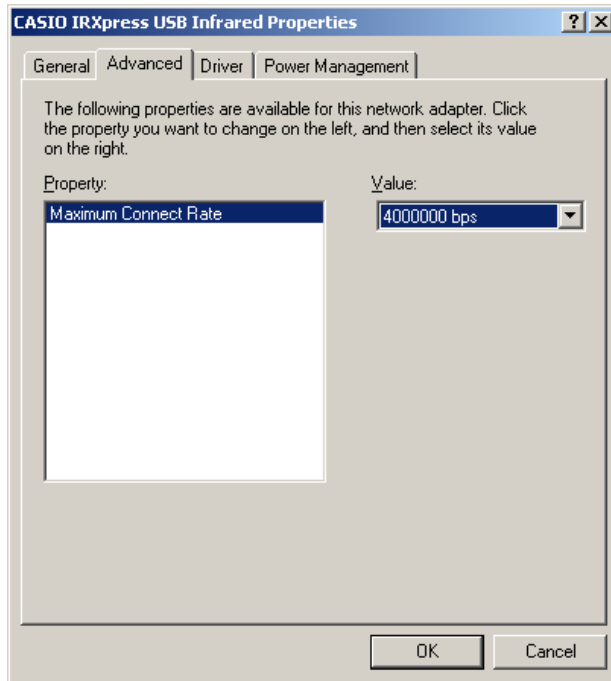 CASIO IRXpress USB Infrared Properties
General Advanced Driver Power Management
The following properties are available for this network adapter. Click
the property you want to change on the left, and then select its value
on the right.
Property: Value:
Maximum Connect Rate 4000000 bps
OK Cancel